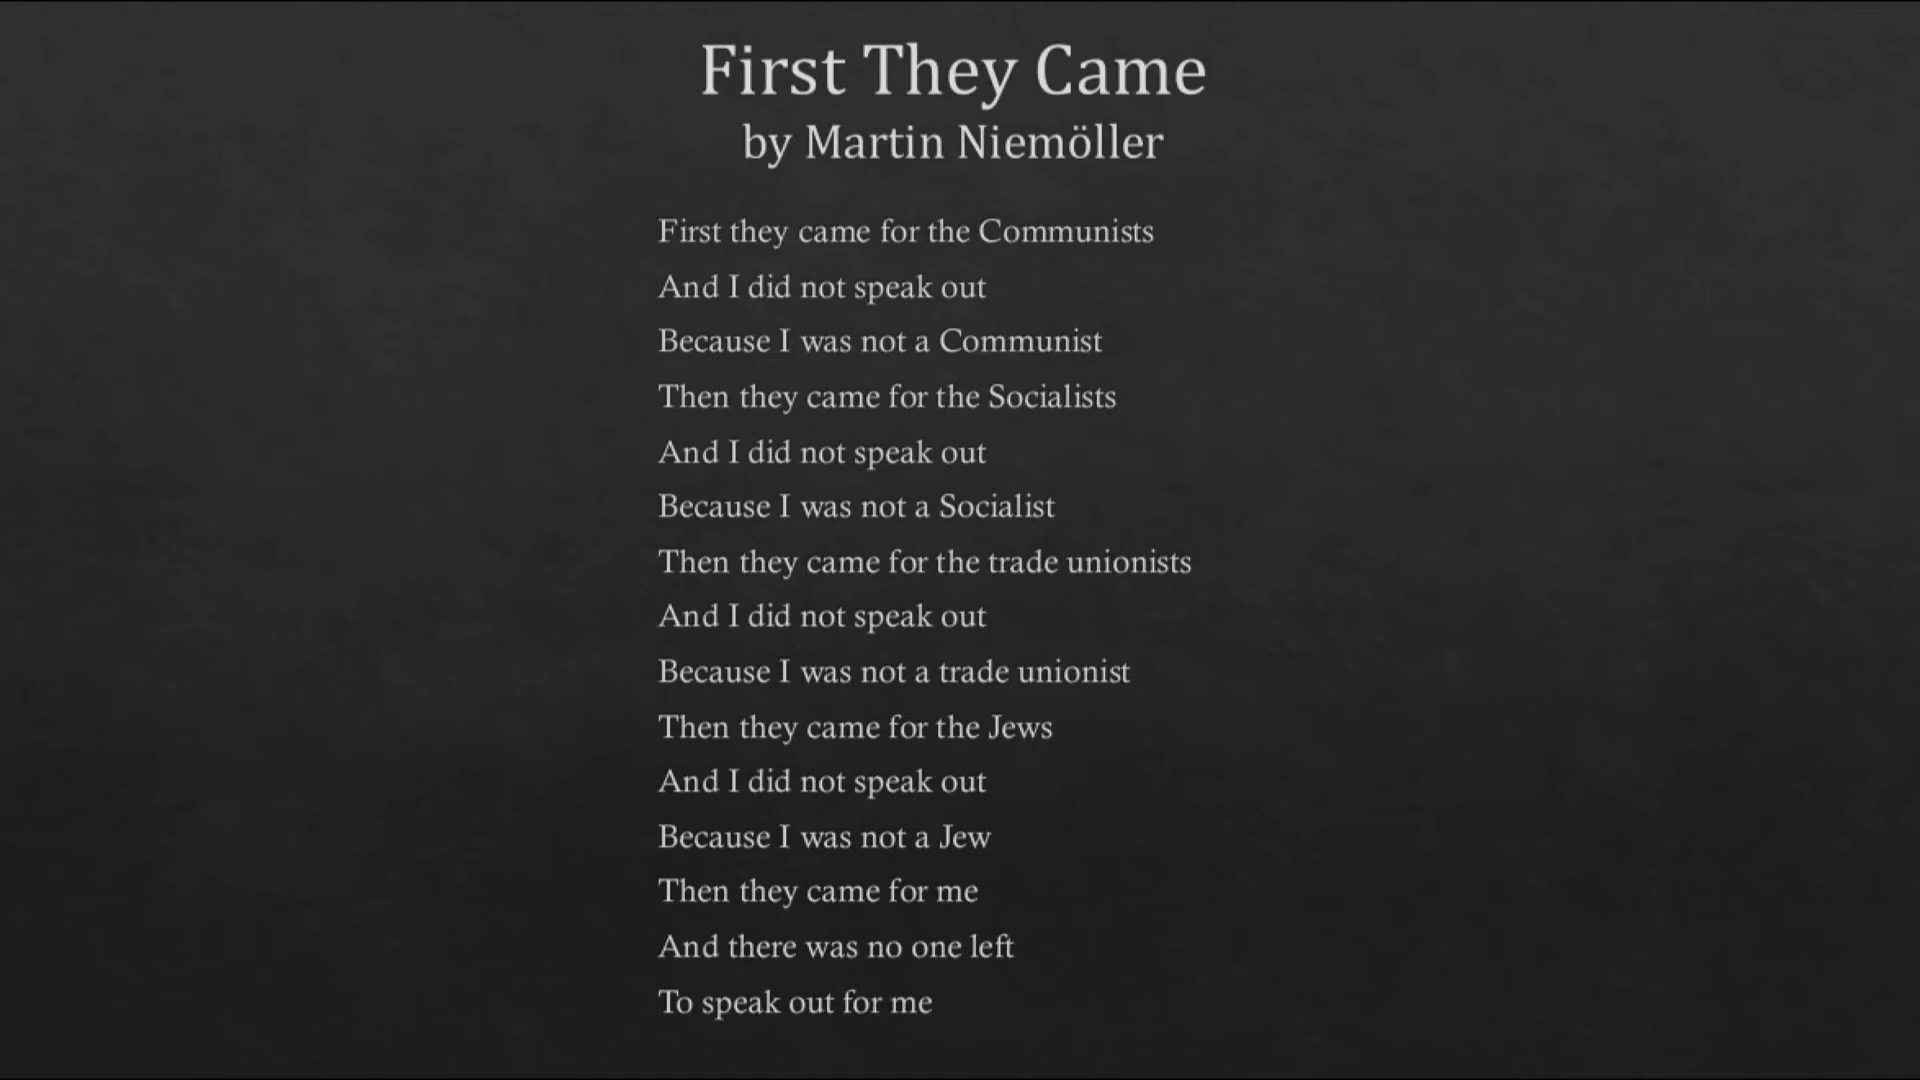 First They Came
by Martin Niemöller
First they came for the Communists
And I did not speak out
Because I was not a Communist
Then they came for the Socialists
And I did not speak out
Because I was not a Socialist
Then they came for the trade unionists
And I did not speak out
Because I was not a trade unionist
Then they came for the Jews
And I did not speak out
Because I was not a Jew
Then they came for me
And there was no one left
To speak out for me